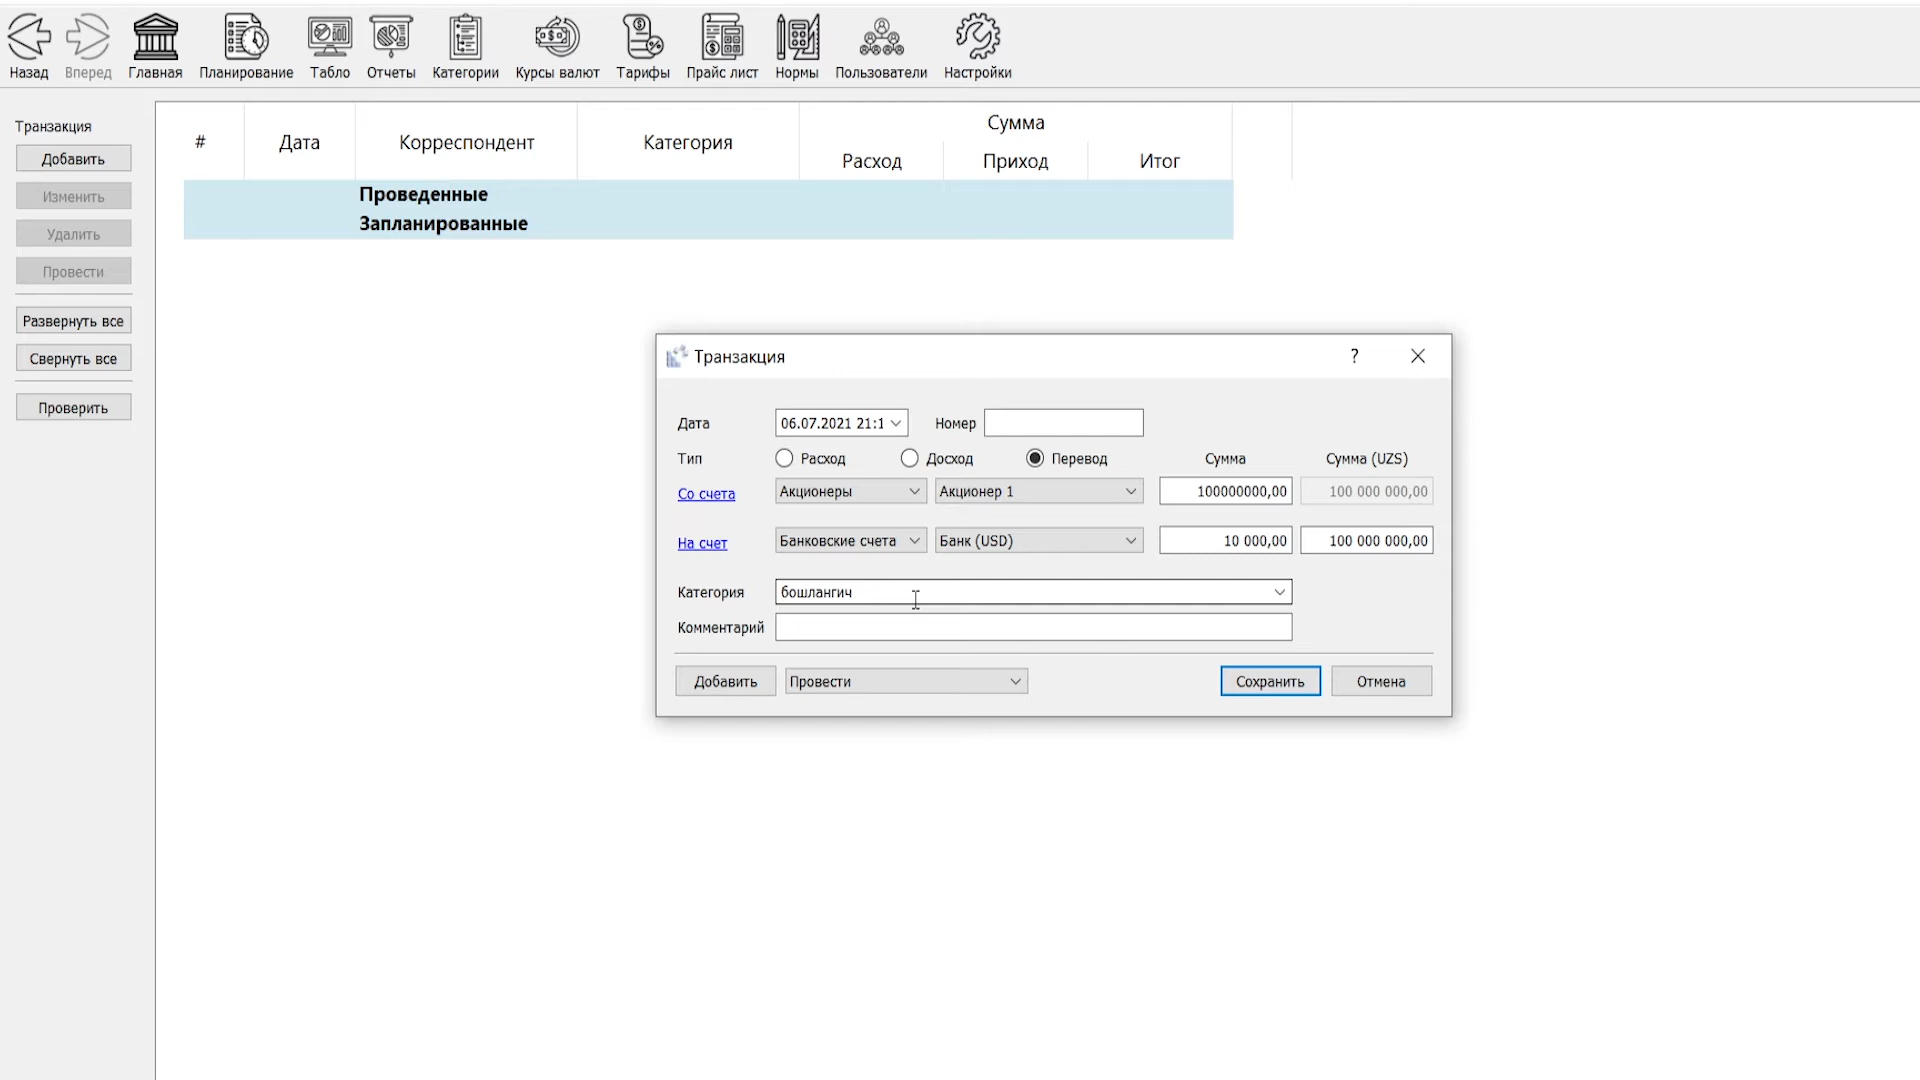 Назад Вперед Главная Планирование Табло Отчеты Категории Курсы валют Тарифы Прайс лист Нормы Пользователи Настройки
Транзакция
Добавить
Изменить
Удалить
Провести
Развернуть все
Свернуть все
Проверить
# Дата Корреспондент Категория Сумма
Расход Приход Итог
Проведенные
Запланированные
Транзакция ?
Дата 06.07.2021 21:1 Номер
Тип Расход Досход Перевод Сумма Сумма (UZS)
Со счета Акционеры Акционер 1 100000000,00 100 000 000,00
На счет Банковские счета Банк (USD) 10 000,00 100 000 000,00
Категория бошлангич
Комментарий
Добавить Провести Сохранить Отмена